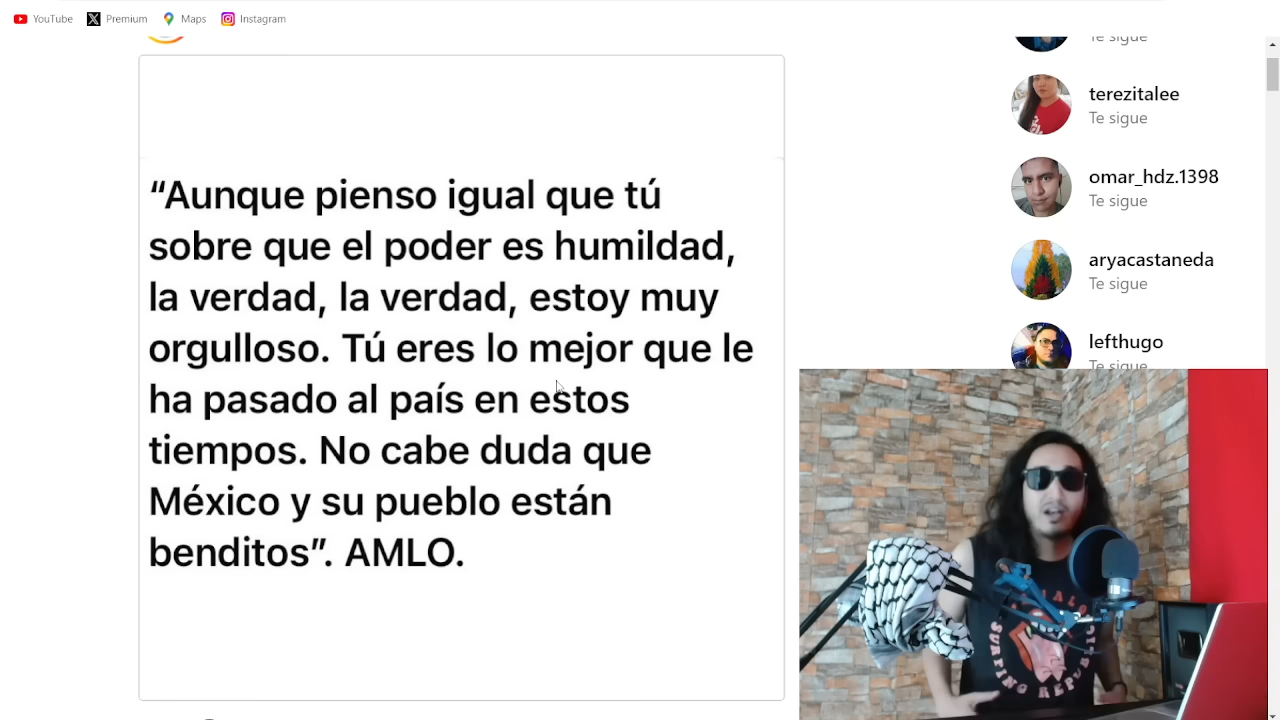 YouTube
Premium
Maps
Instagram
Te sigue
terezitalee
Te sigue
omar_hdz.1398
Te sigue
aryacastaneda
Te sigue
lefthugo
Te sigue
“Aunque pienso igual que tú
sobre que el poder es humildad,
la verdad, la verdad, estoy muy
orgulloso. Tú eres lo mejor que le
ha pasado al país en estos
tiempos. No cabe duda que
México y su pueblo están
benditos”. AMLO.
SURFING REPUBLIC